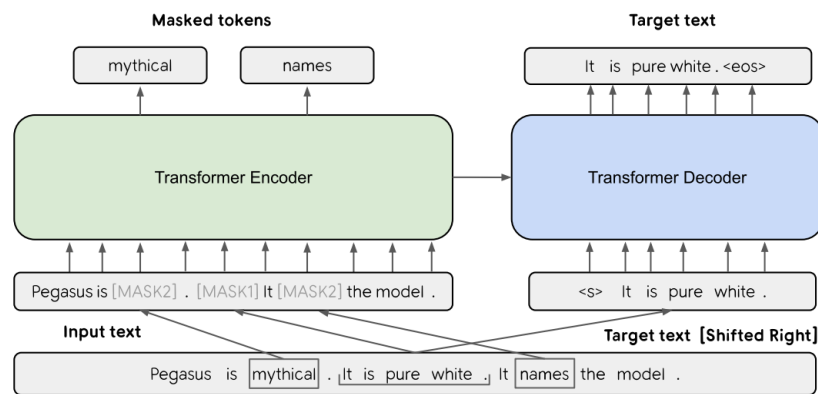 Masked tokens
Target text
mythical
names
It is pure white . <eos>
Transformer Encoder
Transformer Decoder
Pegasus is [MASK2] . [MASK1] It [MASK2] the model .
<s> It is pure white .
Input text
Target text [Shifted Right]
Pegasus is mythical . It is pure white . It names the model .